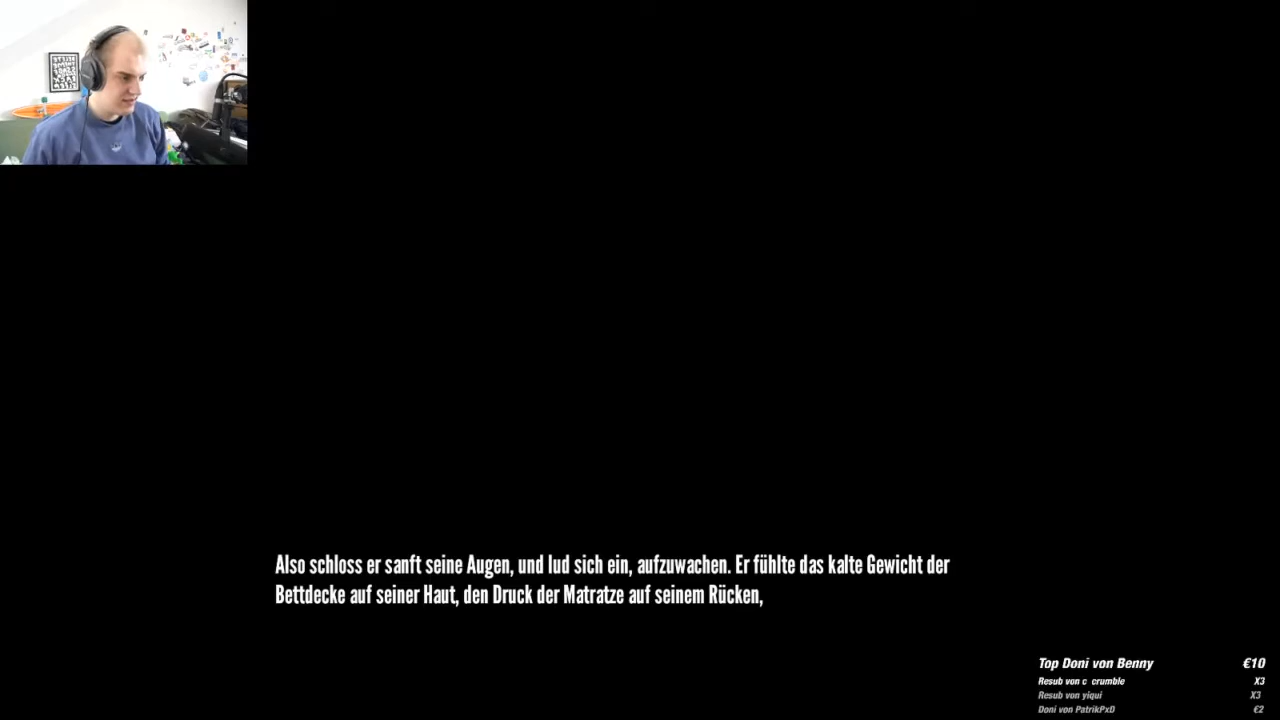 Also schloss er sanft seine Augen, und lud sich ein, aufzuwachen. Er fühlte das kalte Gewicht der
Bettdecke auf seiner Haut, den Druck der Matratze auf seinem Rücken,
Top Doni von Benny €10
Resub von c crumble X3
Resub von yiqui X3
Doni von PatrikPxD €2